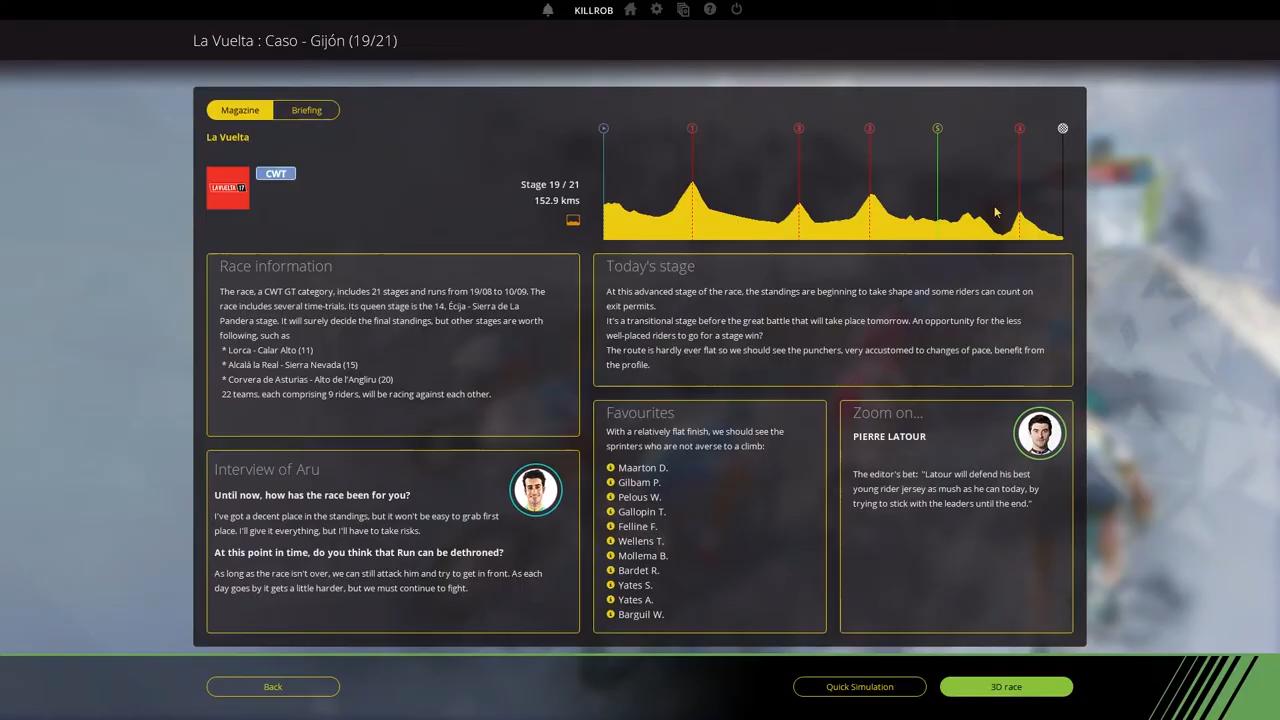 KILLROB
La Vuelta : Caso - Gijón (19/21)
Magazine
Briefing
La Vuelta
LA VUELTA 17
CWT
Stage 19 / 21
152.9 kms
1
3
3
S
3
Race information
The race, a CWT GT category, includes 21 stages and runs from 19/08 to 10/09. The
race includes several time-trials. Its queen stage is the 14. Écija - Sierra de La
Pandera stage. It will surely decide the final standings, but other stages are worth
following, such as
* Lorca - Calar Alto (11)
* Alcalá la Real - Sierra Nevada (15)
* Corvera de Asturias - Alto de l'Angliru (20)
22 teams, each comprising 9 riders, will be racing against each other.
Today's stage
At this advanced stage of the race, the standings are beginning to take shape and some riders can count on
exit permits.
It's a transitional stage before the great battle that will take place tomorrow. An opportunity for the less
well-placed riders to go for a stage win?
The route is hardly ever flat so we should see the punchers, very accustomed to changes of pace, benefit from
the profile.
Interview of Aru
Until now, how has the race been for you?
I've got a decent place in the standings, but it won't be easy to grab first
place. I'll give it everything, but I'll have to take risks.
At this point in time, do you think that Run can be dethroned?
As long as the race isn't over, we can still attack him and try to get in front. As each
day goes by it gets a little harder, but we must continue to fight.
Favourites
With a relatively flat finish, we should see the
sprinters who are not averse to a climb:
Maarton D.
Gilbam P.
Pelous W.
Gallopin T.
Felline F.
Wellens T.
Mollema B.
Bardet R.
Yates S.
Yates A.
Barguil W.
Zoom on...
PIERRE LATOUR
The editor's bet: "Latour will defend his best
young rider jersey as mush as he can today, by
trying to stick with the leaders until the end."
Back
Quick Simulation
3D race